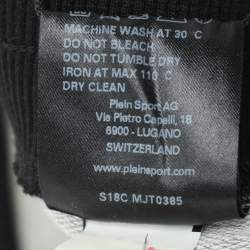 MACHINE WASH AT 30 C
DO NOT BLEACH
DO NOT TUMBLE DRY
IRON AT MAX 110 C
DRY CLEAN
Plein Sport AG
Via Pietro Capelli, 18
6900 - LUGANO
SWITZERLAND
www.pleinsport.com
S18C MJT0385